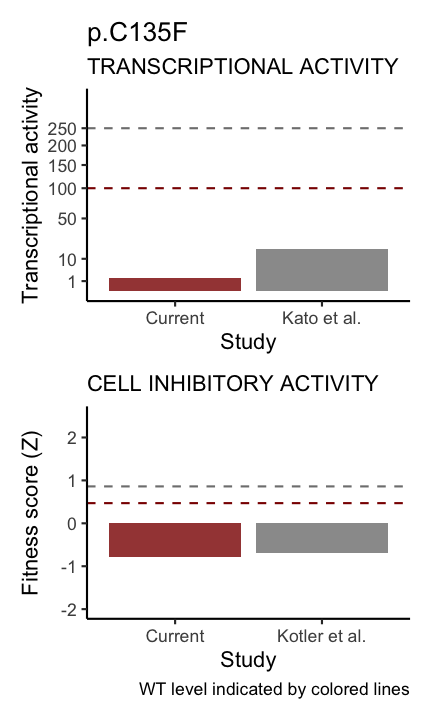 p.C135F
TRANSCRIPTIONAL ACTIVITY
Transcriptional activity
250
200
150
100
50
10
1
Current
Kato et al.
Study
CELL INHIBITORY ACTIVITY
Fitness score (Z)
2
1
0
-1
-2
Current
Kotler et al.
Study
WT level indicated by colored lines